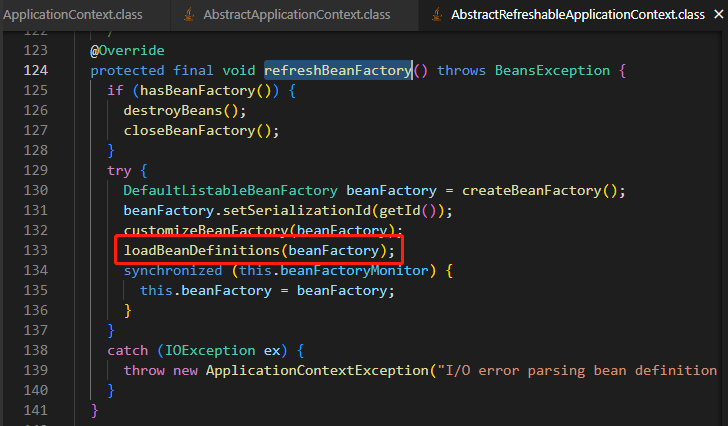 ApplicationContext.class AbstractApplicationContext.class AbstractRefreshableApplicationContext.class
122 /
123 @Override
124 protected final void refreshBeanFactory() throws BeansException {
125 if (hasBeanFactory()) {
126 destroyBeans();
127 closeBeanFactory();
128 }
129 try {
130 DefaultListableBeanFactory beanFactory = createBeanFactory();
131 beanFactory.setSerializationId(getId());
132 customizeBeanFactory(beanFactory);
133 loadBeanDefinitions(beanFactory);
134 synchronized (this.beanFactoryMonitor) {
135 this.beanFactory = beanFactory;
136 }
137 }
138 catch (IOException ex) {
139 throw new ApplicationContextException("I/O error parsing bean definition
140 }
141 }